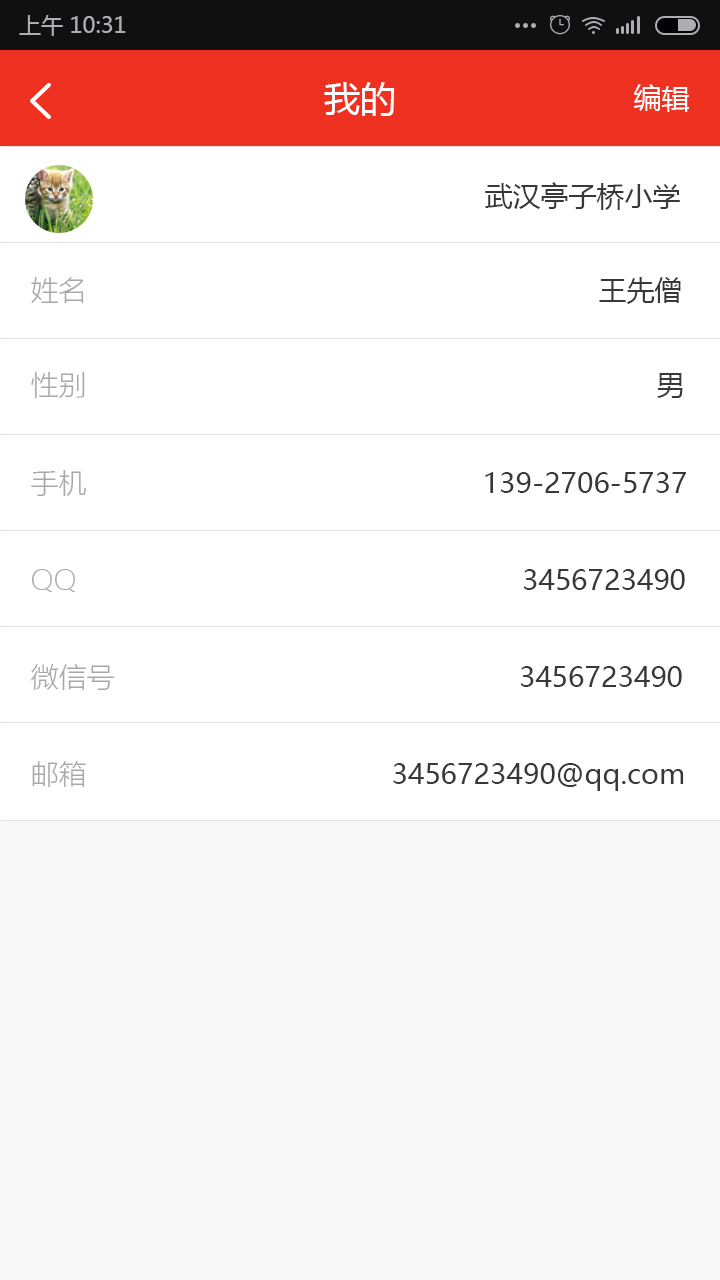 上午 10:31
我的
编辑
武汉亭子桥小学
姓名
王先僧
性别
男
手机
139-2706-5737
QQ
3456723490
微信号
3456723490
邮箱
3456723490@qq.com